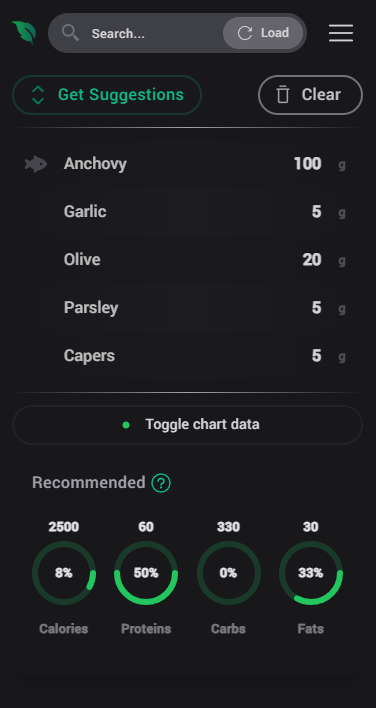 Search... Load
Get Suggestions Clear
Anchovy 100 g
Garlic 5 g
Olive 20 g
Parsley 5 g
Capers 5 g
Toggle chart data
Recommended ?
2500 60 330 30
8% 50% 0% 33%
Calories Proteins Carbs Fats